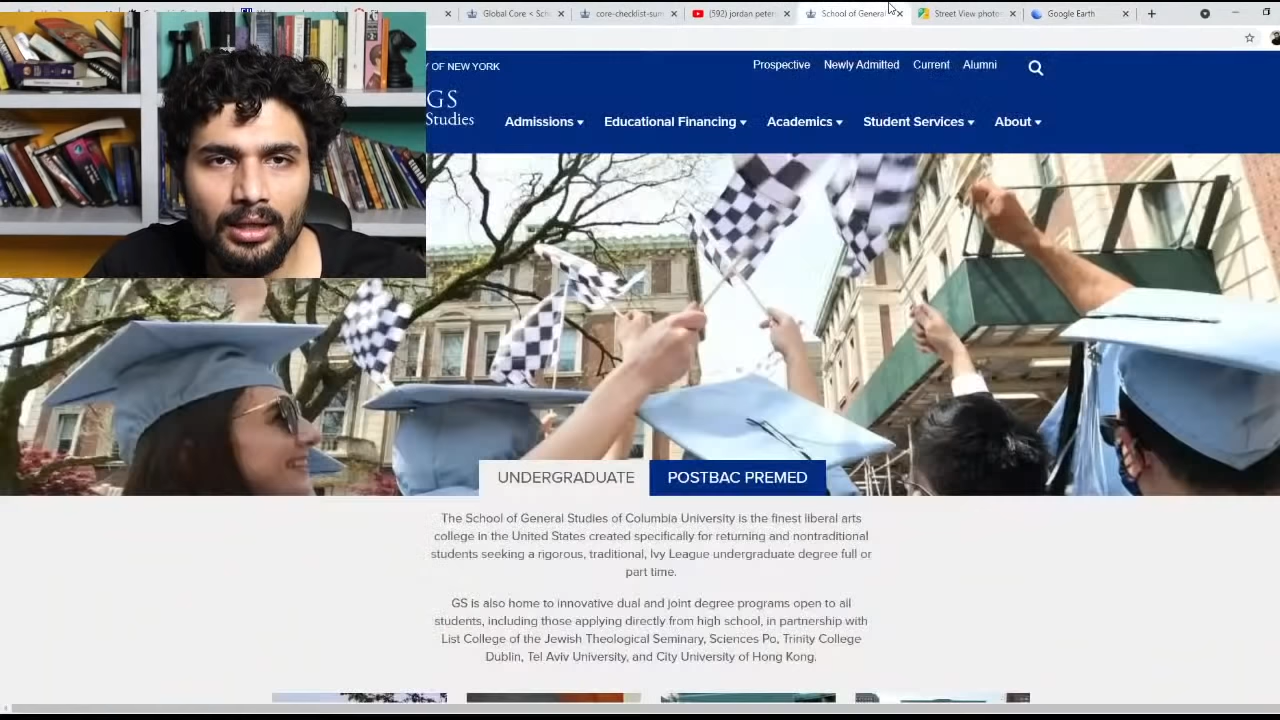 Global Core < Sch
core-checklist-sum
(592) jordan peter
School of General
Street View photo
Google Earth
Y OF NEW YORK
Prospective
Newly Admitted
Current
Alumni
GS
Studies
Admissions
Educational Financing
Academics
Student Services
About
UNDERGRADUATE
POSTBAC PREMED
The School of General Studies of Columbia University is the finest liberal arts
college in the United States created specifically for returning and nontraditional
students seeking a rigorous, traditional, Ivy League undergraduate degree full or
part time.
GS is also home to innovative dual and joint degree programs open to all
students, including those applying directly from high school, in partnership with
List College of the Jewish Theological Seminary, Sciences Po, Trinity College
Dublin, Tel Aviv University, and City University of Hong Kong.